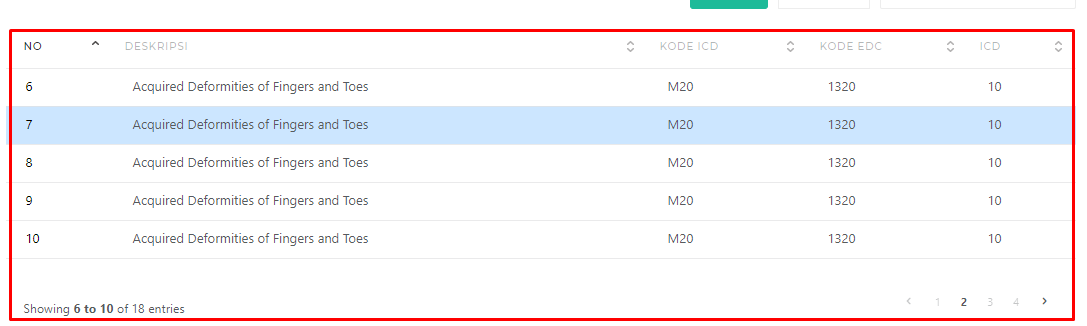 NO DESKRIPSI KODE ICD KODE EDC ICD
6 Acquired Deformities of Fingers and Toes M20 1320 10
7 Acquired Deformities of Fingers and Toes M20 1320 10
8 Acquired Deformities of Fingers and Toes M20 1320 10
9 Acquired Deformities of Fingers and Toes M20 1320 10
10 Acquired Deformities of Fingers and Toes M20 1320 10
Showing 6 to 10 of 18 entries < 1 2 3 4 >